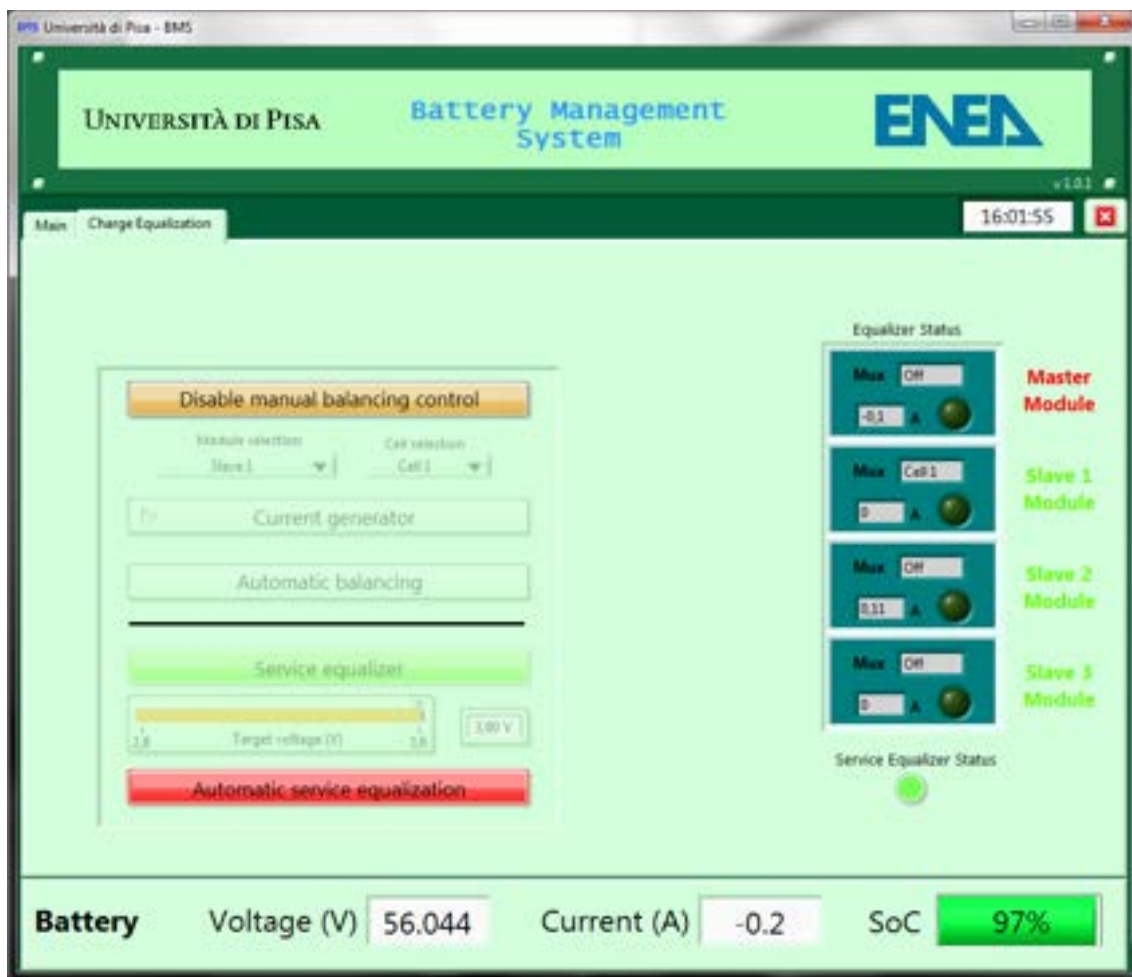 BMS Università di Pisa - BMS
UNIVERSITÀ DI PISA
Battery Management
System
ENEA
v 1.0.1
Main
Charge Equalization
16:01:55
Equalizer Status
Disable manual balancing control
Module selection
Cell selection
Slave 1
Cell 1
Current generator
Automatic balancing
Service equalizer
Target voltage (V)
Automatic service equalization
Mux Off
-0,1 A
Master
Module
Mux Cell 1
0 A
Slave 1
Module
Mux Off
0,11 A
Slave 2
Module
Mux Off
0 A
Slave 3
Module
Service Equalizer Status
Battery
Voltage (V) 56.044
Current (A) -0.2
SoC 97%